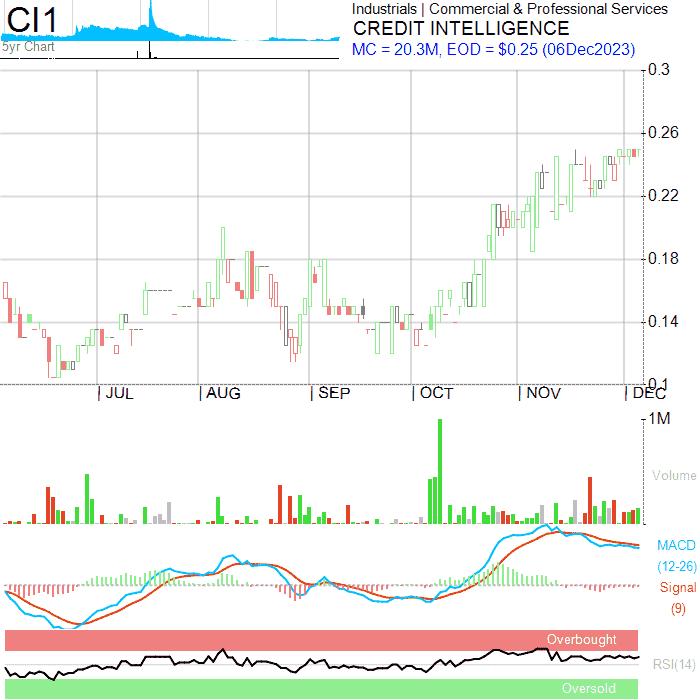 CI1
5yr Chart
Industrials | Commercial & Professional Services
CREDIT INTELLIGENCE
MC = 20.3M, EOD = $0.25 (06Dec2023)
0.3
0.26
0.22
0.18
0.14
0.1
JUL AUG SEP OCT NOV DEC
1M
Volume
MACD
(12-26)
Signal
(9)
Overbought
RSI(14)
Oversold